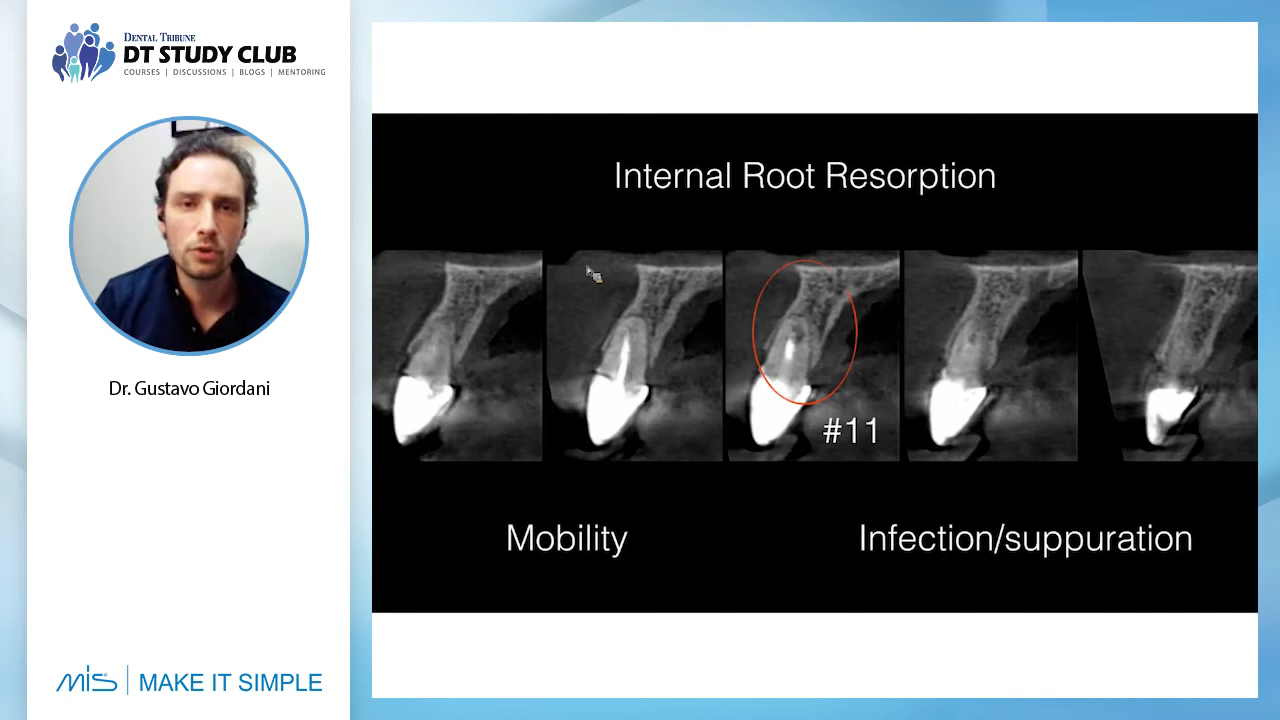 DENTAL TRIBUNE
DT STUDY CLUB
COURSES | DISCUSSIONS | BLOGS | MENTORING
Dr. Gustavo Giordani
mis | MAKE IT SIMPLE
Internal Root Resorption
#11
Mobility
Infection/suppuration